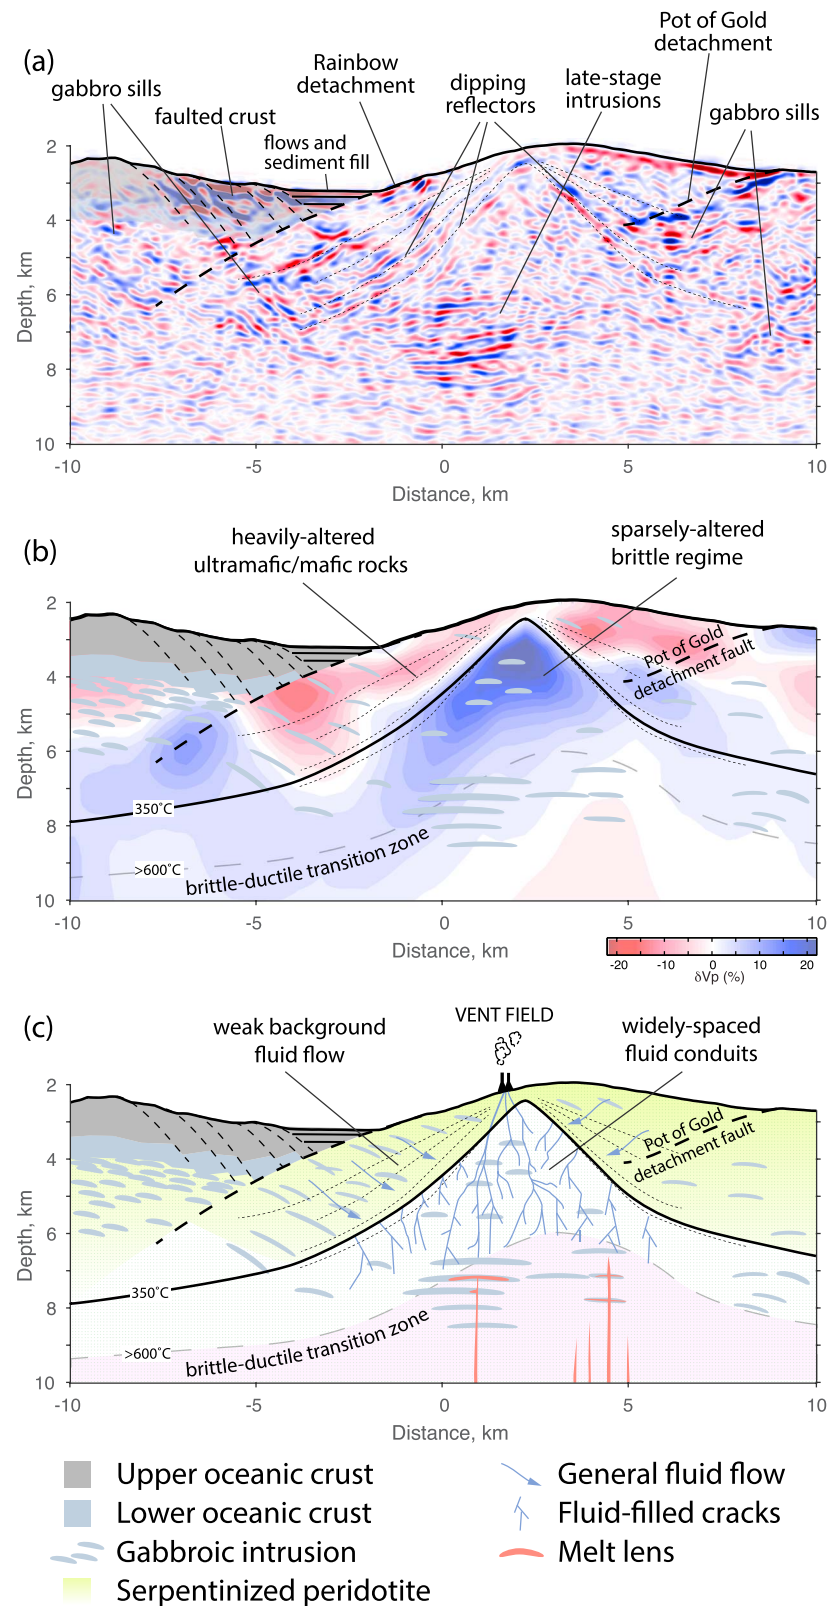 (a)
gabbro sills
faulted crust
Rainbow
detachment
flows and
sediment fill
dipping
reflectors
late-stage
intrusions
Pot of Gold
detachment
gabbro sills
Depth, km
2
4
6
8
10
-10
-5
0
5
10
Distance, km
(b)
heavily-altered
ultramafic/mafic rocks
sparsely-altered
brittle regime
Pot of Gold
detachment fault
350˚C
>600˚C
brittle-ductile transition zone
Depth, km
2
4
6
8
10
-10
-5
0
5
10
Distance, km
-20
-10
0
10
20
δVp (%)
(c)
weak background
fluid flow
VENT FIELD
widely-spaced
fluid conduits
Pot of Gold
detachment fault
350˚C
>600˚C
brittle-ductile transition zone
Depth, km
2
4
6
8
10
-10
-5
0
5
10
Distance, km
Upper oceanic crust
Lower oceanic crust
Gabbroic intrusion
Serpentinized peridotite
General fluid flow
Fluid-filled cracks
Melt lens